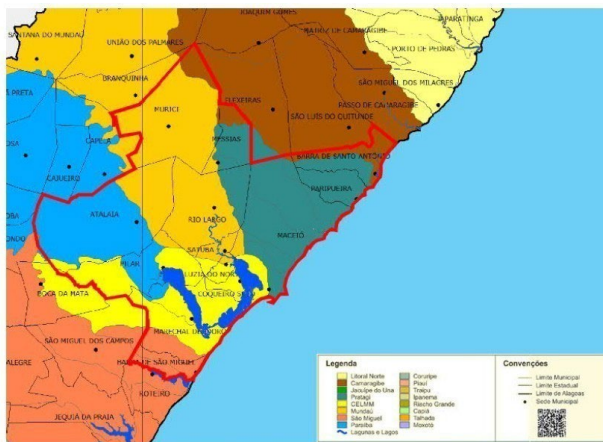 JOAQUIM GOMES
JAPARATINGA
SANTANA DO MUNDAÚ
MATRIZ DE CAMARAGIBE
UNIÃO DOS PALMARES
PORTO DE PEDRAS
BRANQUINHA
SÃO MIGUEL DOS MILAGRES
FLEXEIRAS
PASSO DE CAMARAGIBE
MURICI
SÃO LUÍS DO QUITUNDE
MESSIAS
CAPELA
BARRA DE SANTO ANTÔNIO
CAJUEIRO
PARIPUEIRA
ATALAIA
RIO LARGO
MACEIÓ
SATUBA
PILAR
LUZIA DO NORTE
BOCA DA MATA
COQUEIRO SECO
MARECHAL DEODORO
SÃO MIGUEL DOS CAMPOS
BARRA DE SÃO MIGUEL
ALEGRE
ROTEIRO
JEQUIÁ DA PRAIA
Legenda
Litoral Norte
Camaragibe
Jacuípe do Una
Pratagi
CELMM
Mundaú
São Miguel
Paraíba
Lagunas e Lagos
Coruripe
Piauí
Traipu
Ipanema
Riacho Grande
Capiá
Talhada
Moxotó
Convenções
Limite Municipal
Limite Estadual
Limite de Alagoas
Sede Municipal